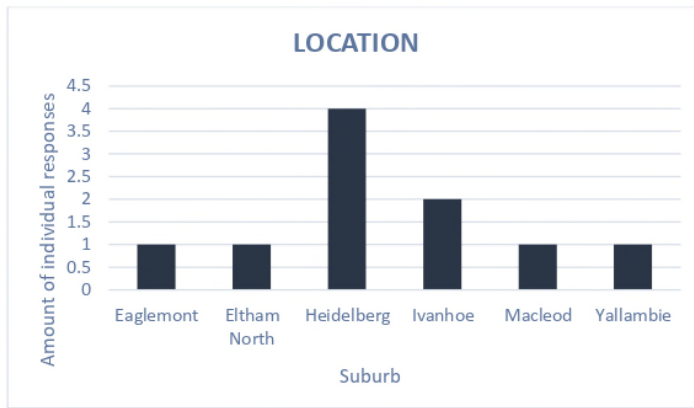 LOCATION
Amount of individual responses
4.5
4
3.5
3
2.5
2
1.5
1
0.5
0
Eaglemont
Eltham
North
Heidelberg
Ivanhoe
Macleod
Yallambie
Suburb